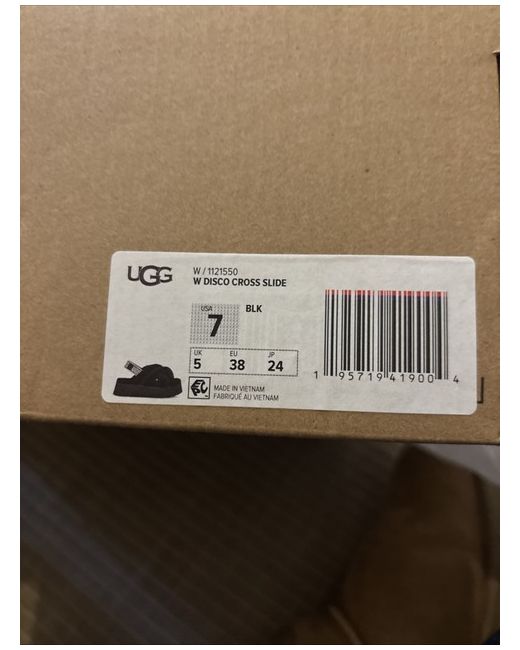 UGG
W / 1121550
W DISCO CROSS SLIDE
USA
7
BLK
UK EU JP
5 38 24
MADE IN VIETNAM
FABRIQUÉ AU VIETNAM
1 95719 41900 4